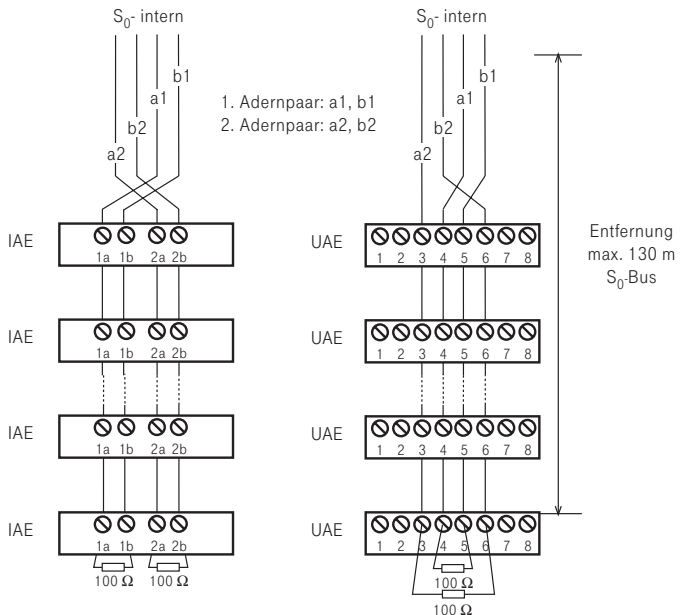 S₀- intern
b1
a1
b2
a2
1. Adernpaar: a1, b1
2. Adernpaar: a2, b2
IAE
1a 1b 2a 2b
IAE
1a 1b 2a 2b
IAE
1a 1b 2a 2b
IAE
1a 1b 2a 2b
100 Ω 100 Ω
S₀- intern
b1
a1
b2
a2
UAE
1 2 3 4 5 6 7 8
UAE
1 2 3 4 5 6 7 8
UAE
1 2 3 4 5 6 7 8
UAE
1 2 3 4 5 6 7 8
100 Ω
100 Ω
Entfernung
max. 130 m
S₀-Bus